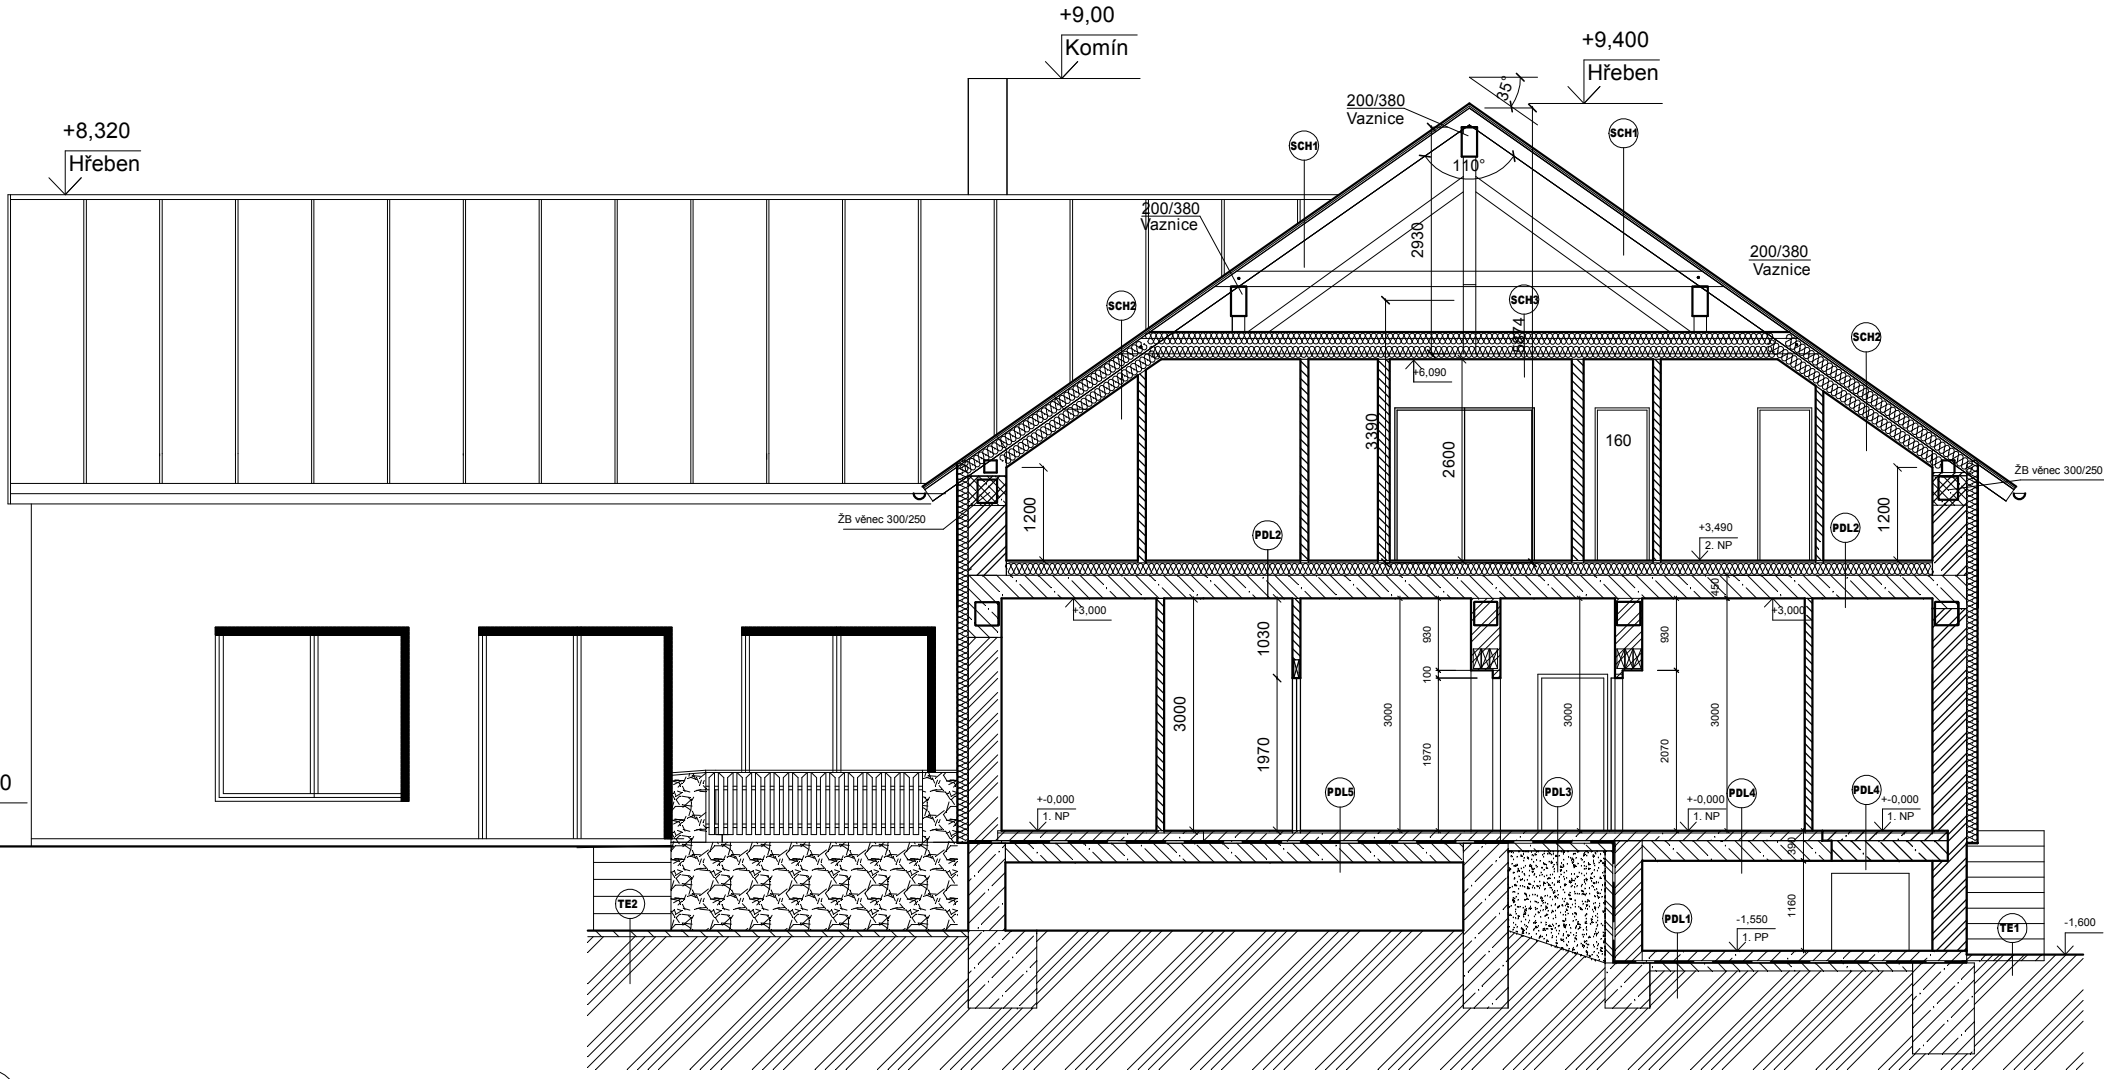 +9,00
Komín
+9,400
Hřeben
35°
+8,320
Hřeben
200/380
Vaznice
SCH1
SCH1
110°
200/380
Vaznice
2930
200/380
Vaznice
SCH2
SCH3
5874
SCH2
+6,090
3390
2600
160
1200
ŽB věnec 300/250
ŽB věnec 300/250
1200
PDL2
+3,490
2. NP
PDL2
450
+3,000
+3,000
1030
930
930
100
3000
3000
3000
3000
1970
1970
2070
0
PDL5
PDL3
PDL4
PDL4
+-0,000
1. NP
+-0,000
1. NP
+-0,000
1. NP
390
TE2
1160
PDL1
-1,550
1. PP
TE1
-1,600